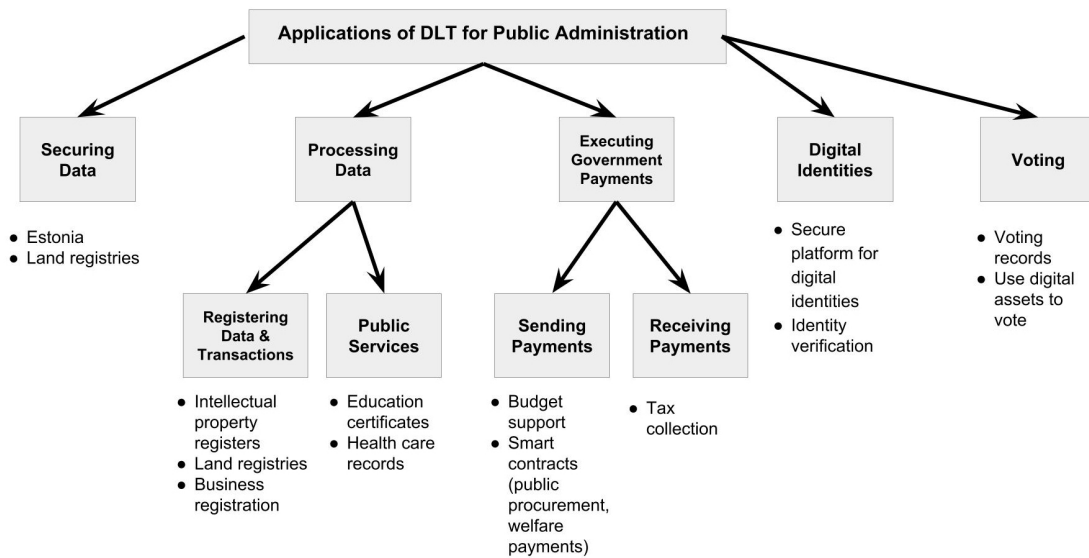 Applications of DLT for Public Administration
Securing
Data
Processing
Data
Executing
Government
Payments
Digital
Identities
Voting
● Estonia
● Land registries
● Secure
platform for
digital
identities
● Identity
verification
● Voting
records
● Use digital
assets to
vote
Registering
Data &
Transactions
Public
Services
Sending
Payments
Receiving
Payments
● Intellectual
property
registers
● Land registries
● Business
registration
● Education
certificates
● Health care
records
● Budget
support
● Smart
contracts
(public
procurement,
welfare
payments)
● Tax
collection